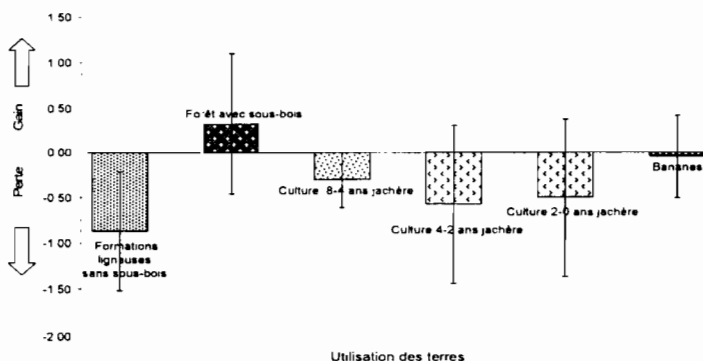 1 50
1 00
0 50
0 00
-0 50
-1 00
-1 50
-2 00
Gain
Perte
Forêt avec sous-bois
Formations
ligneuses
sans sous-bois
Culture 8-4 ans jachère
Culture 4-2 ans jachère
Culture 2-0 ans jachère
Bananes
Utilisation des terres